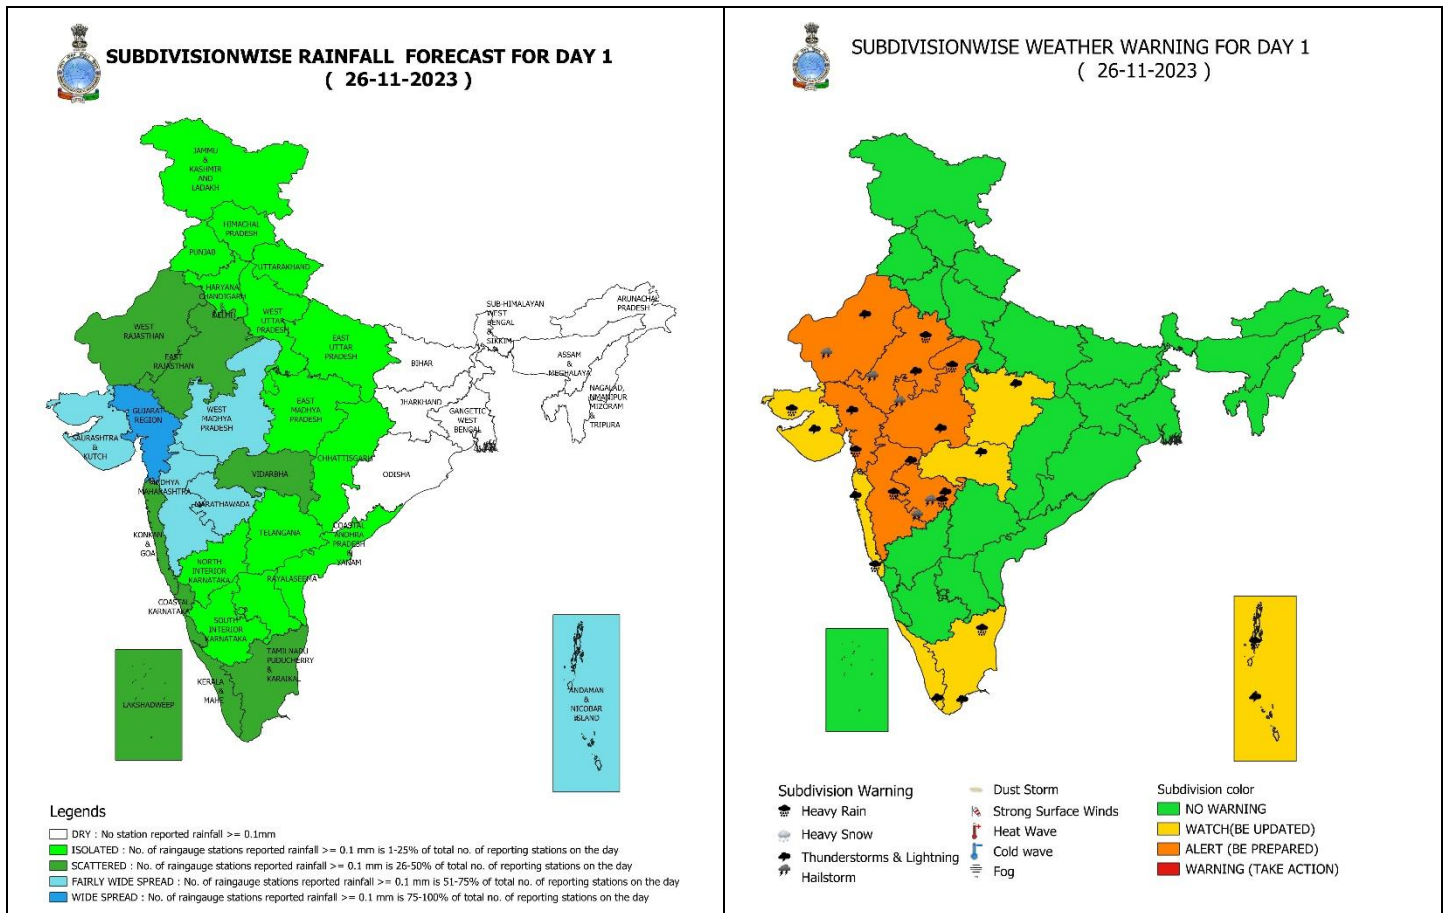 SUBDIVISIONWISE RAINFALL FORECAST FOR DAY 1
( 26-11-2023 )
JAMMU
&
KASHMIR
AND
LADAKH
HIMACHAL
PRADESH
PUNJAB
UTTARAKHAND
HARYANA
CHANDIGARH
&
DELHI
WEST
UTTAR
PRADESH
EAST
UTTAR
PRADESH
WEST
RAJASTHAN
EAST
RAJASTHAN
SUB-HIMALAYAN
WEST
BENGAL
&
SIKKIM
ARUNACHAL
PRADESH
ASSAM
&
MEGHALAYA
NAGALAD,
MIZORAM
&
TRIPURA
BIHAR
JHARKHAND
GANGETIC
WEST
BENGAL
GUJARAT
REGION
WEST
MADHYA
PRADESH
EAST
MADHYA
PRADESH
SAURASHTRA
&
KUTCH
CHHATTISGARH
ODISHA
VIDARBHA
MADHYA
MAHARASHTRA
MARATHAWADA
KONKAN
&
GOA
TELANGANA
COASTAL
ANDHRA
PRADESH
&
YANAM
NORTH
INTERIOR
KARNATAKA
RAYALASEEMA
COASTAL
KARNATAKA
SOUTH
INTERIOR
KARNATAKA
TAMILNADU
PUDUCHERRY
&
KARAIKAL
KERALA
&
MAHE
LAKSHADWEEP
ANDAMAN
&
NICOBAR
ISLAND
Legends
DRY : No station reported rainfall >= 0.1mm
ISOLATED : No. of raingauge stations reported rainfall >= 0.1 mm is 1-25% of total no. of reporting stations on the day
SCATTERED : No. of raingauge stations reported rainfall >= 0.1 mm is 26-50% of total no. of reporting stations on the day
FAIRLY WIDE SPREAD : No. of raingauge stations reported rainfall >= 0.1 mm is 51-75% of total no. of reporting stations on the day
WIDE SPREAD : No. of raingauge stations reported rainfall >= 0.1 mm is 75-100% of total no. of reporting stations on the day
SUBDIVISIONWISE WEATHER WARNING FOR DAY 1
( 26-11-2023 )
Subdivision Warning
Heavy Rain
Heavy Snow
Thunderstorms & Lightning
Hailstorm
Dust Storm
Strong Surface Winds
Heat Wave
Cold wave
Fog
Subdivision color
NO WARNING
WATCH(BE UPDATED)
ALERT (BE PREPARED)
WARNING (TAKE ACTION)